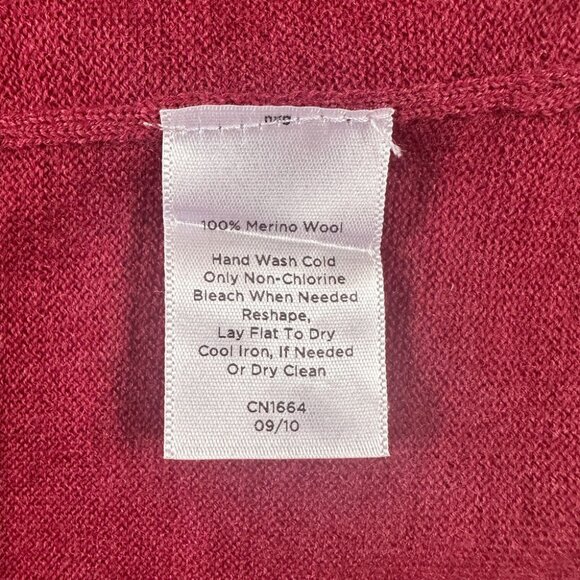 100% Merino Wool
Hand Wash Cold
Only Non-Chlorine
Bleach When Needed
Reshape,
Lay Flat To Dry
Cool Iron, If Needed
Or Dry Clean
CN1664
09/10